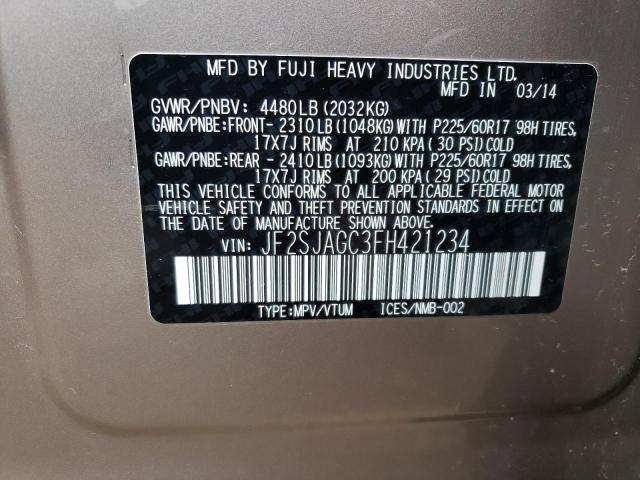 MFD BY FUJI HEAVY INDUSTRIES LTD.
MFD IN 03/14
GVWR/PNBV: 4480LB(2032KG)
GAWR/PNBE:FRONT-2310LB(1048KG)WITH P225/60R17 98H TIRES,
17X7J RIMS AT 210 KPA( 30 PSI)COLD
GAWR/PNBE:REAR -2410LB(1093KG)WITH P225/60R17 98H TIRES,
17X7J RIMS AT 200 KPA( 29 PSI)COLD
THIS VEHICLE CONFORMS TO ALL APPLICABLE FEDERAL MOTOR
VEHICLE SAFETY AND THEFT PREVENTION STANDARDS IN EFFECT ON
THE DATE OF MANUFACTURE SHOWN ABOVE.
VIN: JF2SJAGC3FH421234
TYPE:MPV/VTUM ICES/NMB-002